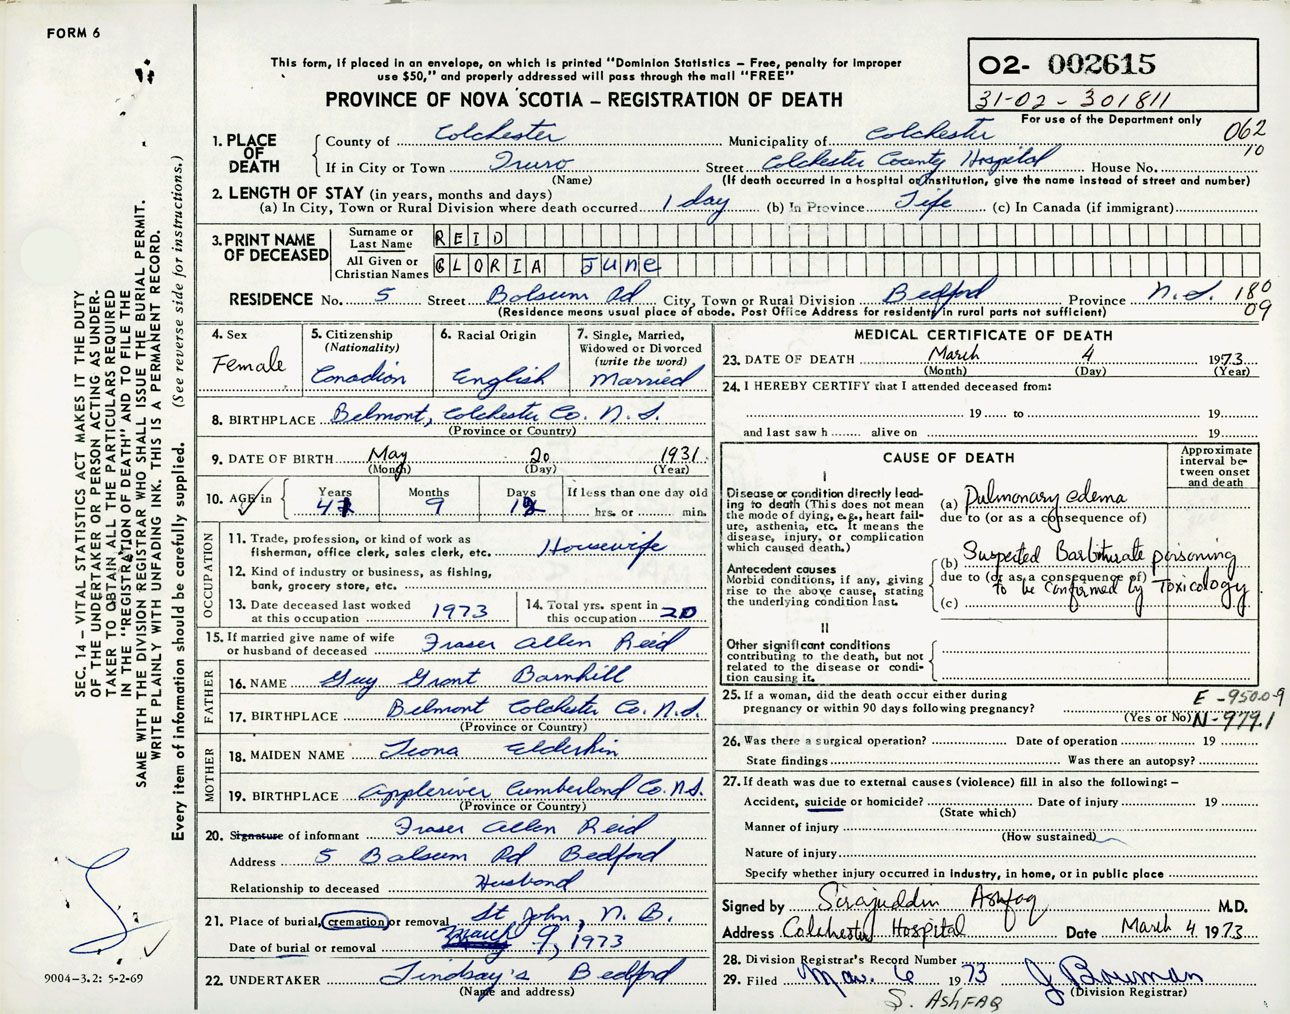 FORM 6
This form, if placed in an envelope, on which is printed "Dominion Statistics – Free, penalty for improper
use $50," and properly addressed will pass through the mail "FREE"
PROVINCE OF NOVA SCOTIA – REGISTRATION OF DEATH
02- 002615
31-02-301811
For use of the Department only
062
10
1. PLACE OF DEATH
County of Colchester Municipality of Colchester
If in City or Town Truro Street Colchester County Hospital House No.
(Name) (If death occurred in a hospital or institution, give the name instead of street and number)
2. LENGTH OF STAY (in years, months and days)
(a) In City, Town or Rural Division where death occurred 1 day (b) In Province Life (c) In Canada (if immigrant)
3. PRINT NAME OF DECEASED
Surname or Last Name REID
All Given or Christian Names GLORIA June
RESIDENCE No. 5 Street Balsum Rd City, Town or Rural Division Bedford Province N.S. 180
09
(Residence means usual place of abode. Post Office Address for residents in rural parts not sufficient)
4. Sex
Female
5. Citizenship
(Nationality)
Canadian
6. Racial Origin
English
7. Single, Married,
Widowed or Divorced
(write the word)
Married
8. BIRTHPLACE Belmont, Colchester Co. N.S.
(Province or Country)
9. DATE OF BIRTH May 20 1931
(Month) (Day) (Year)
10. AGE in
Years Months Days If less than one day old
41 9 12 hrs. or min.
OCCUPATION
11. Trade, profession, or kind of work as
fisherman, office clerk, sales clerk, etc. Housewife
12. Kind of industry or business, as fishing,
bank, grocery store, etc.
13. Date deceased last worked
at this occupation 1973
14. Total yrs. spent in
this occupation 20
15. If married give name of wife
or husband of deceased Fraser Allen Reid
FATHER
16. NAME Guy Grant Barnhill
17. BIRTHPLACE Belmont Colchester Co. N.S.
(Province or Country)
MOTHER
18. MAIDEN NAME Leona Elderkin
19. BIRTHPLACE Appleriver Cumberland Co. N.S.
(Province or Country)
20. Signature of informant Fraser Allen Reid
Address 5 Balsum Rd Bedford
Relationship to deceased Husband
21. Place of burial, cremation or removal St John, N.B.
Date of burial or removal March 9, 1973
22. UNDERTAKER Lindsay's Bedford
(Name and address)
MEDICAL CERTIFICATE OF DEATH
23. DATE OF DEATH March 4 1973
(Month) (Day) (Year)
24. I HEREBY CERTIFY that I attended deceased from:
19 to 19
and last saw h alive on 19
CAUSE OF DEATH
Approximate
interval be-
tween onset
and death
I
Disease or condition directly lead-
ing to death (This does not
mean the mode of dying, e.g., heart fail-
ure, asthenia, etc. It means the
disease, injury, or complication
which caused death.)
(a) Pulmonary edema
due to (or as a consequence of)
Antecedent causes
Morbid conditions, if any, giving
rise to the above cause, stating
the underlying condition last.
(b) Suspected Barbiturate poisoning
due to (or as a consequence of)
to be confirmed by Toxicology
(c)
II
Other significant conditions
contributing to the death, but not
related to the disease or condi-
tion causing it.
25. If a woman, did the death occur either during
pregnancy or within 90 days following pregnancy?
(Yes or No)
E-950.0-9
N-979.1
26. Was there a surgical operation? Date of operation 19
State findings Was there an autopsy?
27. If death was due to external causes (violence) fill in also the following: –
Accident, suicide or homicide? Date of injury 19
(State which)
Manner of injury
(How sustained)
Nature of injury
Specify whether injury occurred in industry, in home, or in public place
Signed by Sirajuddin Ashfaq M.D.
Address Colchester Hospital Date March 4 1973
28. Division Registrar's Record Number
29. Filed Mar. 6 1973 J Bowman
(Division Registrar)
S. ASHFAQ
SEC. 14 – VITAL STATISTICS ACT MAKES IT THE DUTY
OF THE UNDERTAKER OR PERSON ACTING AS UNDER-
TAKER TO OBTAIN ALL THE PARTICULARS REQUIRED
IN THE "REGISTRATION OF DEATH" AND TO FILE THE
SAME WITH THE DIVISION REGISTRAR WHO SHALL ISSUE THE BURIAL PERMIT.
WRITE PLAINLY WITH UNFADING INK. THIS IS A PERMANENT RECORD.
Every item of information should be carefully supplied. (See reverse side for instructions.)
9004-3.2: 5-2-69